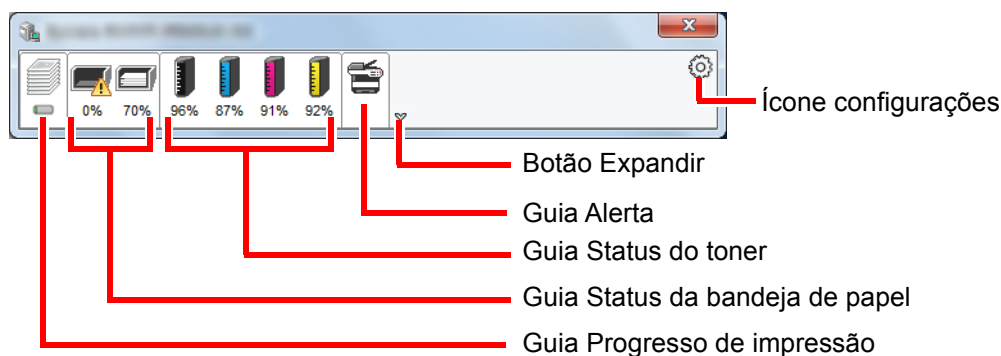 0% 70% 96% 87% 91% 92%
Ícone configurações
Botão Expandir
Guia Alerta
Guia Status do toner
Guia Status da bandeja de papel
Guia Progresso de impressão